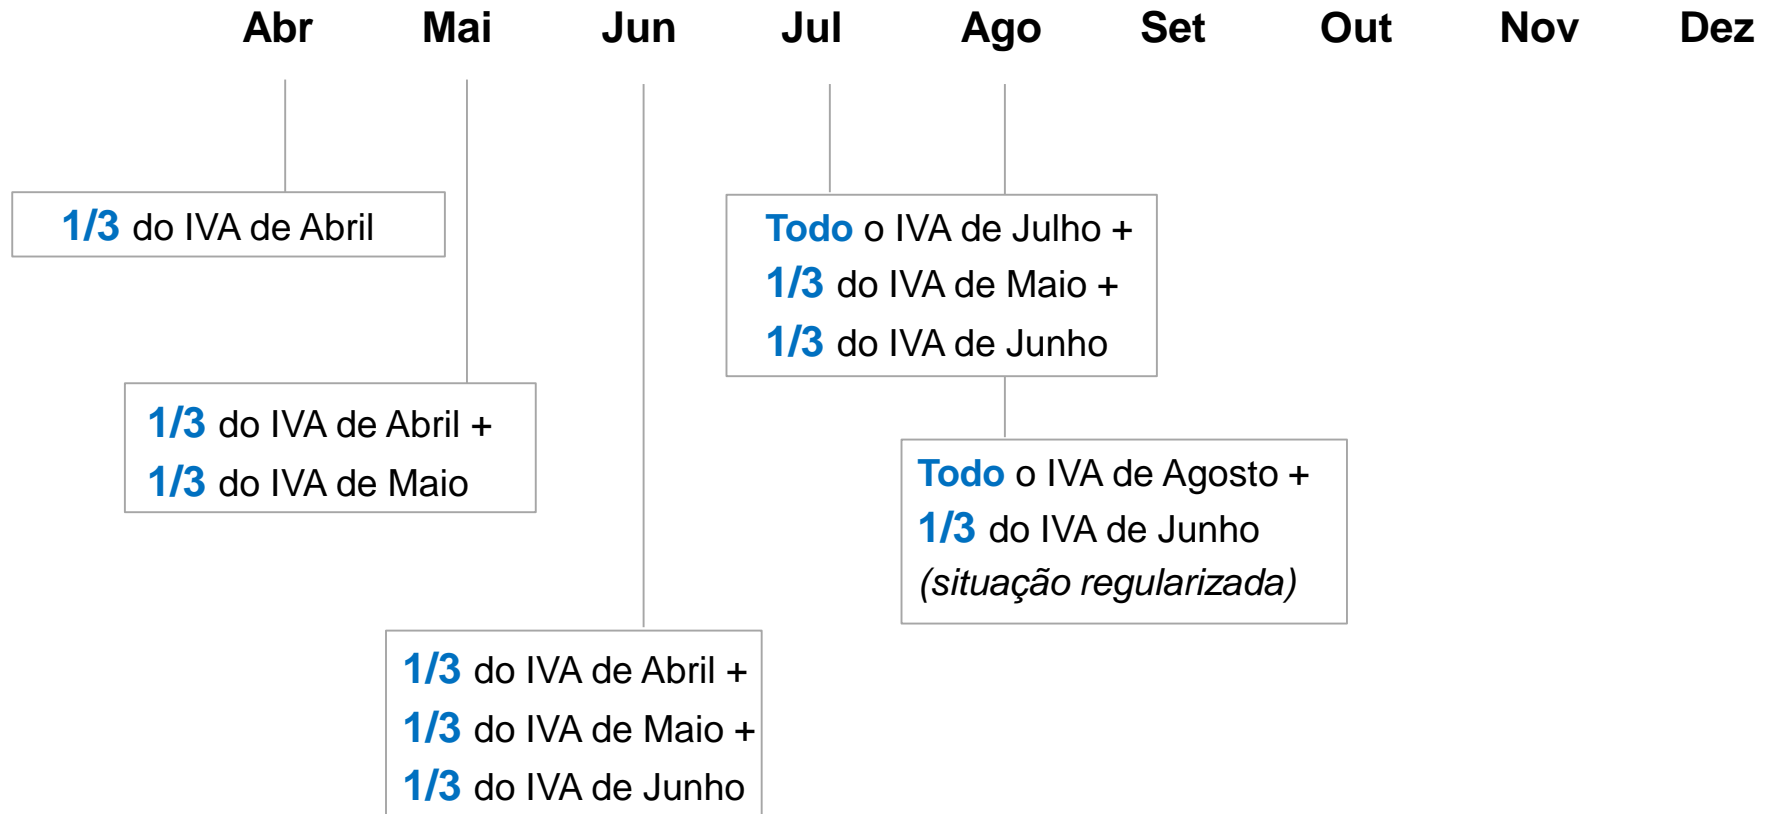 Abr Mai Jun Jul Ago Set Out Nov Dez
1/3 do IVA de Abril
1/3 do IVA de Abril +
1/3 do IVA de Maio
1/3 do IVA de Abril +
1/3 do IVA de Maio +
1/3 do IVA de Junho
Todo o IVA de Julho +
1/3 do IVA de Maio +
1/3 do IVA de Junho
Todo o IVA de Agosto +
1/3 do IVA de Junho
(situação regularizada)